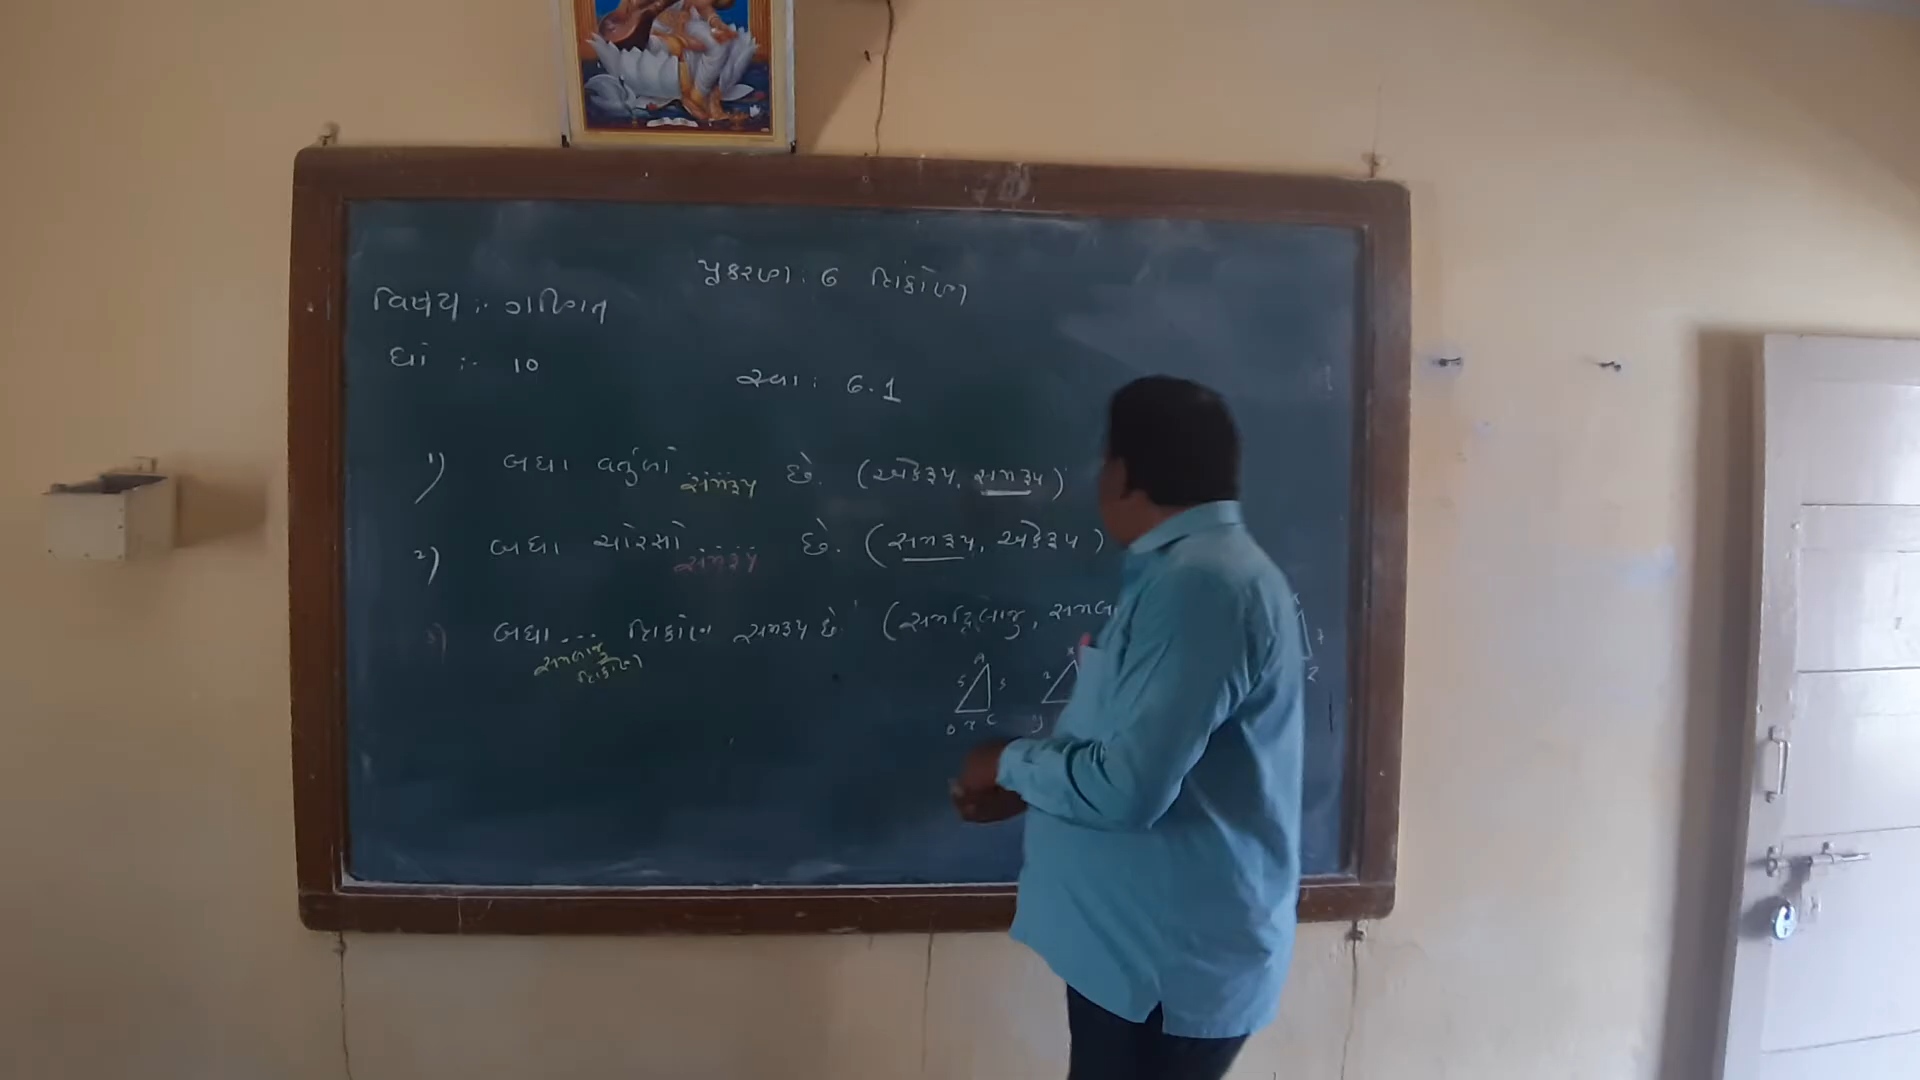 પ્રકરણ : 6 ત્રિકોણ
વિષય :- ગણિત
ધો :- 10
સ્વા : 6.1
1) બધા વર્તુળો સમરૂપ છે. (એકરૂપ, સમરૂપ)
2) બધા ચોરસો સમરૂપ છે. (સમરૂપ, એકરૂપ)
3) બધા ... ત્રિકોણ સમરૂપ છે. (સમદ્વિબાજુ,
સમબાજુ
ત્રિકોણ
A
5
C
Z